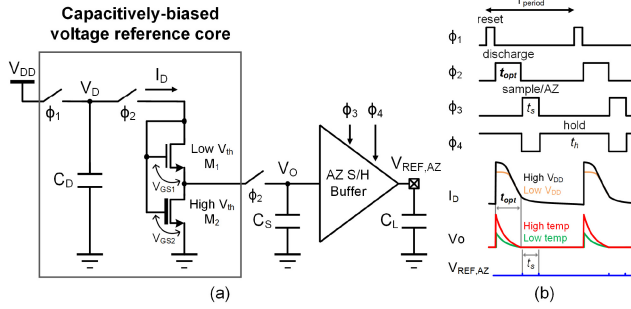 Capacitively-biased
voltage reference core
V_DD
V_D
I_D
ϕ1
ϕ2
C_D
Low V_th
M_1
V_GS1
High V_th
M_2
V_GS2
ϕ2
V_O
C_S
ϕ3
ϕ4
AZ S/H
Buffer
V_REF,AZ
C_L
(a)
T_period
reset
ϕ1
discharge
ϕ2
t_opt
sample/AZ
ϕ3
t_s
hold
ϕ4
t_h
High V_DD
Low V_DD
I_D
t_opt
High temp
Low temp
Vo
t_s
V_REF,AZ
(b)